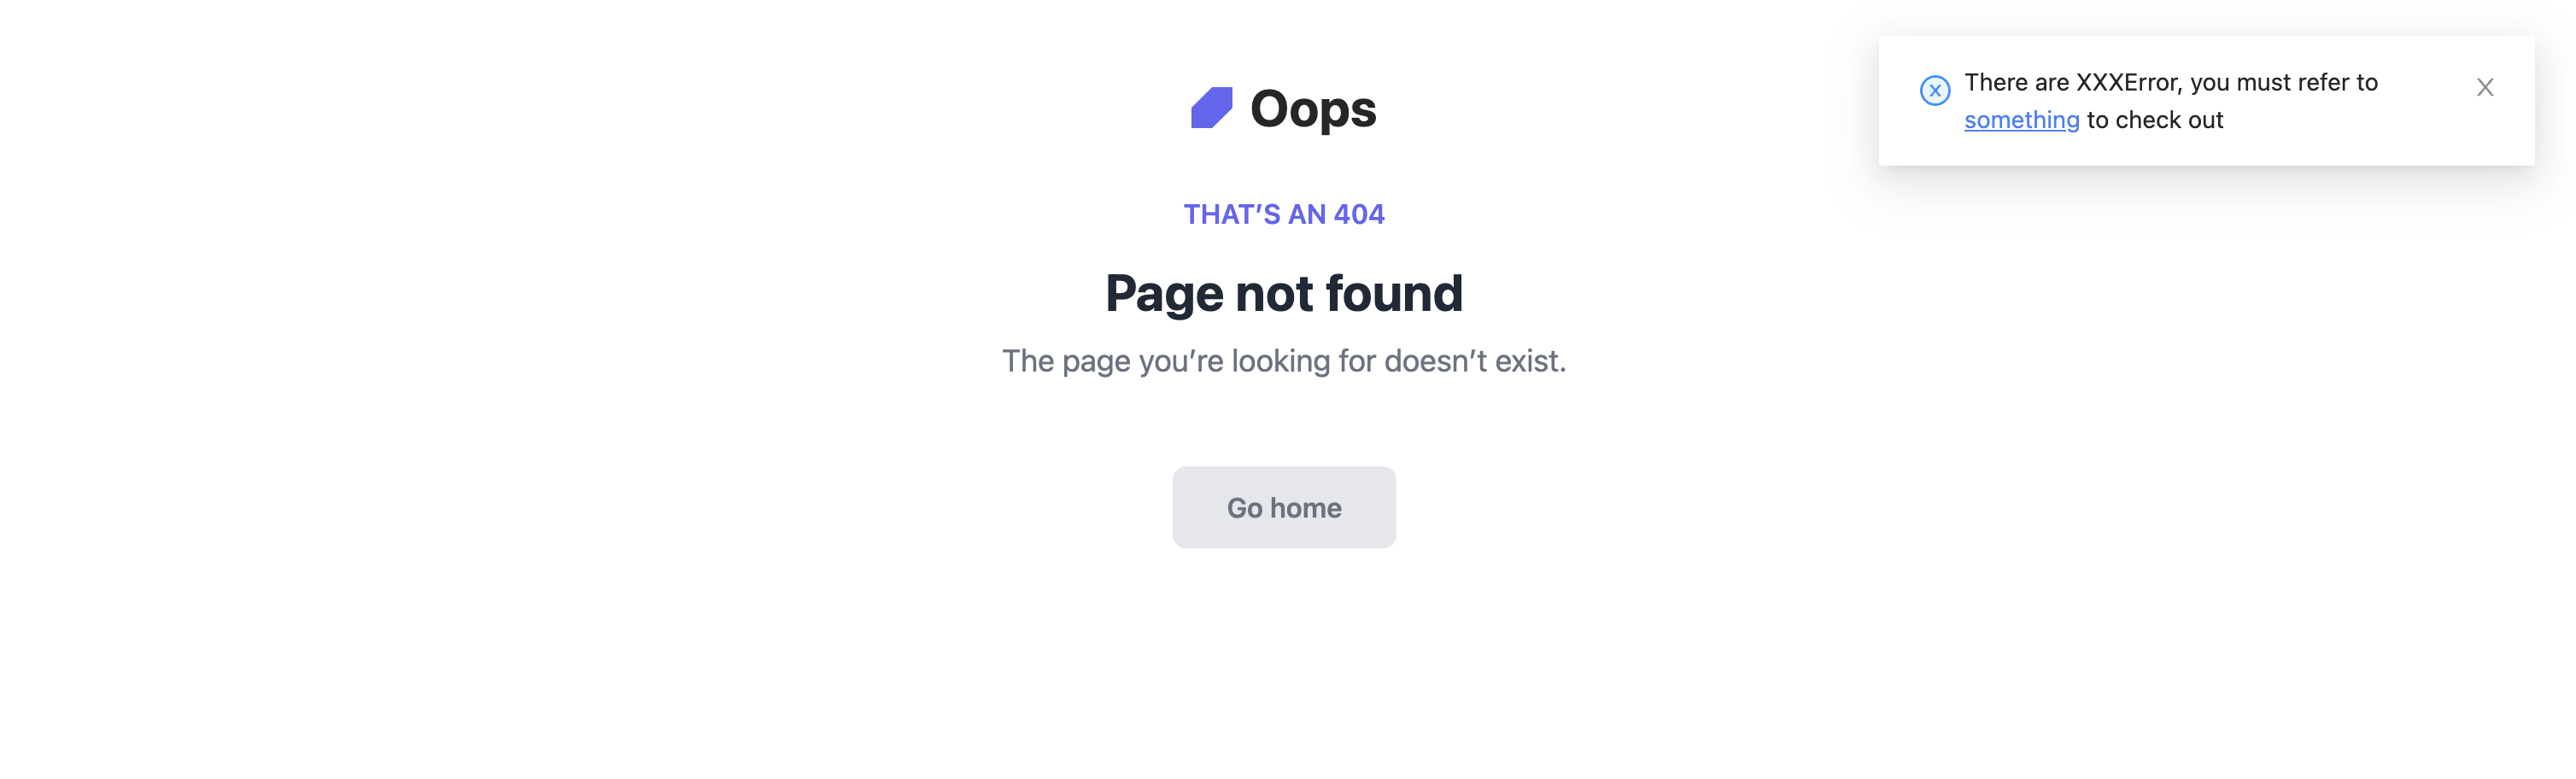 Oops
THAT’S AN 404
Page not found
The page you’re looking for doesn’t exist.
Go home
There are XXXError, you must refer to
something to check out